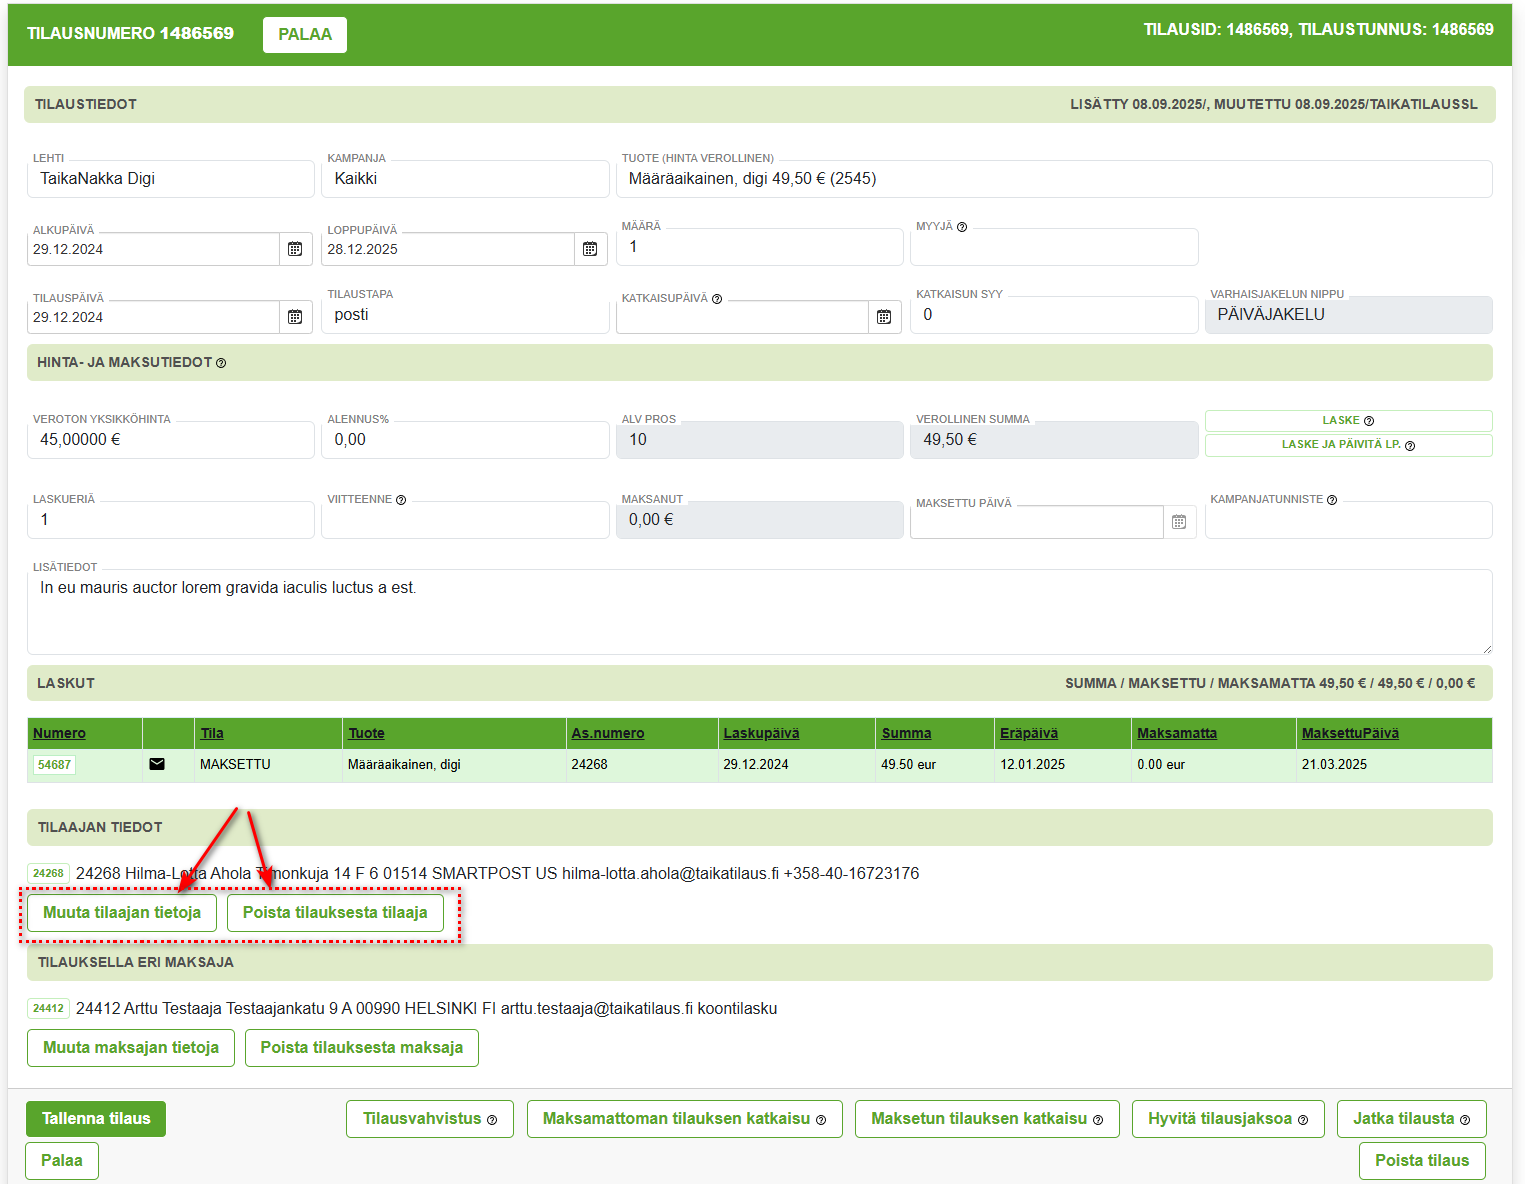 TILAUSNUMERO 1486569 PALAA TILAUSID: 1486569, TILAUSTUNNUS: 1486569
TILAUSTIEDOT LISÄTTY 08.09.2025/, MUUTETTU 08.09.2025/TAIKATILAUSSL
LEHTI KAMPANJA TUOTE (HINTA VEROLLINEN)
TaikaNakka Digi Kaikki Määräaikainen, digi 49,50 € (2545)
ALKUPÄIVÄ LOPPUPÄIVÄ MÄÄRÄ MYYJÄ
29.12.2024 28.12.2025 1
TILAUSPÄIVÄ TILAUSTAPA KATKAISUPÄIVÄ KATKAISUN SYY VARHAISJAKELUN NIPPU
29.12.2024 posti 0 PÄIVÄJAKELU
HINTA- JA MAKSUTIEDOT
VEROTON YKSIKKÖHINTA ALENNUS% ALV PROS VEROLLINEN SUMMA LASKE
45,00000 € 0,00 10 49,50 € LASKE JA PÄIVITÄ LP.
LASKUERIÄ VIITTEENNE MAKSANUT MAKSETTU PÄIVÄ KAMPANJATUNNISTE
1 0,00 €
LISÄTIEDOT
In eu mauris auctor lorem gravida iaculis luctus a est.
LASKUT SUMMA / MAKSETTU / MAKSAMATTA 49,50 € / 49,50 € / 0,00 €
Numero Tila Tuote As.numero Laskupäivä Summa Eräpäivä Maksamatta MaksettuPäivä
54687 MAKSETTU Määräaikainen, digi 24268 29.12.2024 49.50 eur 12.01.2025 0.00 eur 21.03.2025
TILAAJAN TIEDOT
24268 24268 Hilma-Lotta Ahola Timonkuja 14 F 6 01514 SMARTPOST US hilma-lotta.ahola@taikatilaus.fi +358-40-16723176
Muuta tilaajan tietoja Poista tilauksesta tilaaja
TILAUKSELLA ERI MAKSAJA
24412 24412 Arttu Testaaja Testaajankatu 9 A 00990 HELSINKI FI arttu.testaaja@taikatilaus.fi koontilasku
Muuta maksajan tietoja Poista tilauksesta maksaja
Tallenna tilaus Tilausvahvistus Maksamattoman tilauksen katkaisu Maksetun tilauksen katkaisu Hyvitä tilausjaksoa Jatka tilausta
Palaa Poista tilaus